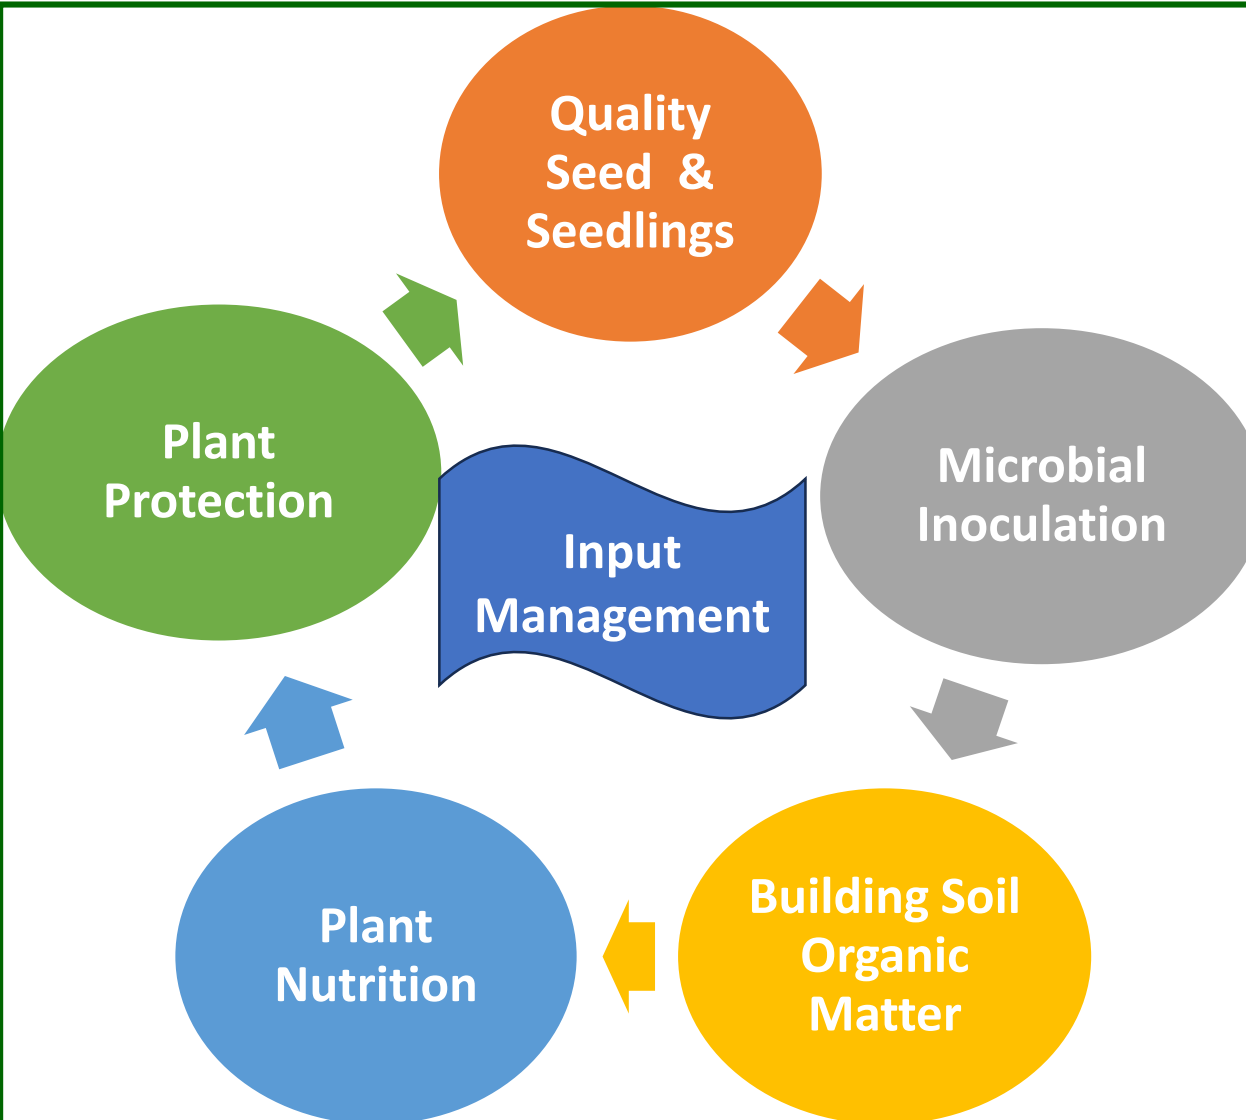 Quality
Seed & 
Seedlings
Microbial
Inoculation
Building Soil
Organic
Matter
Plant
Nutrition
Plant
Protection
Input
Management